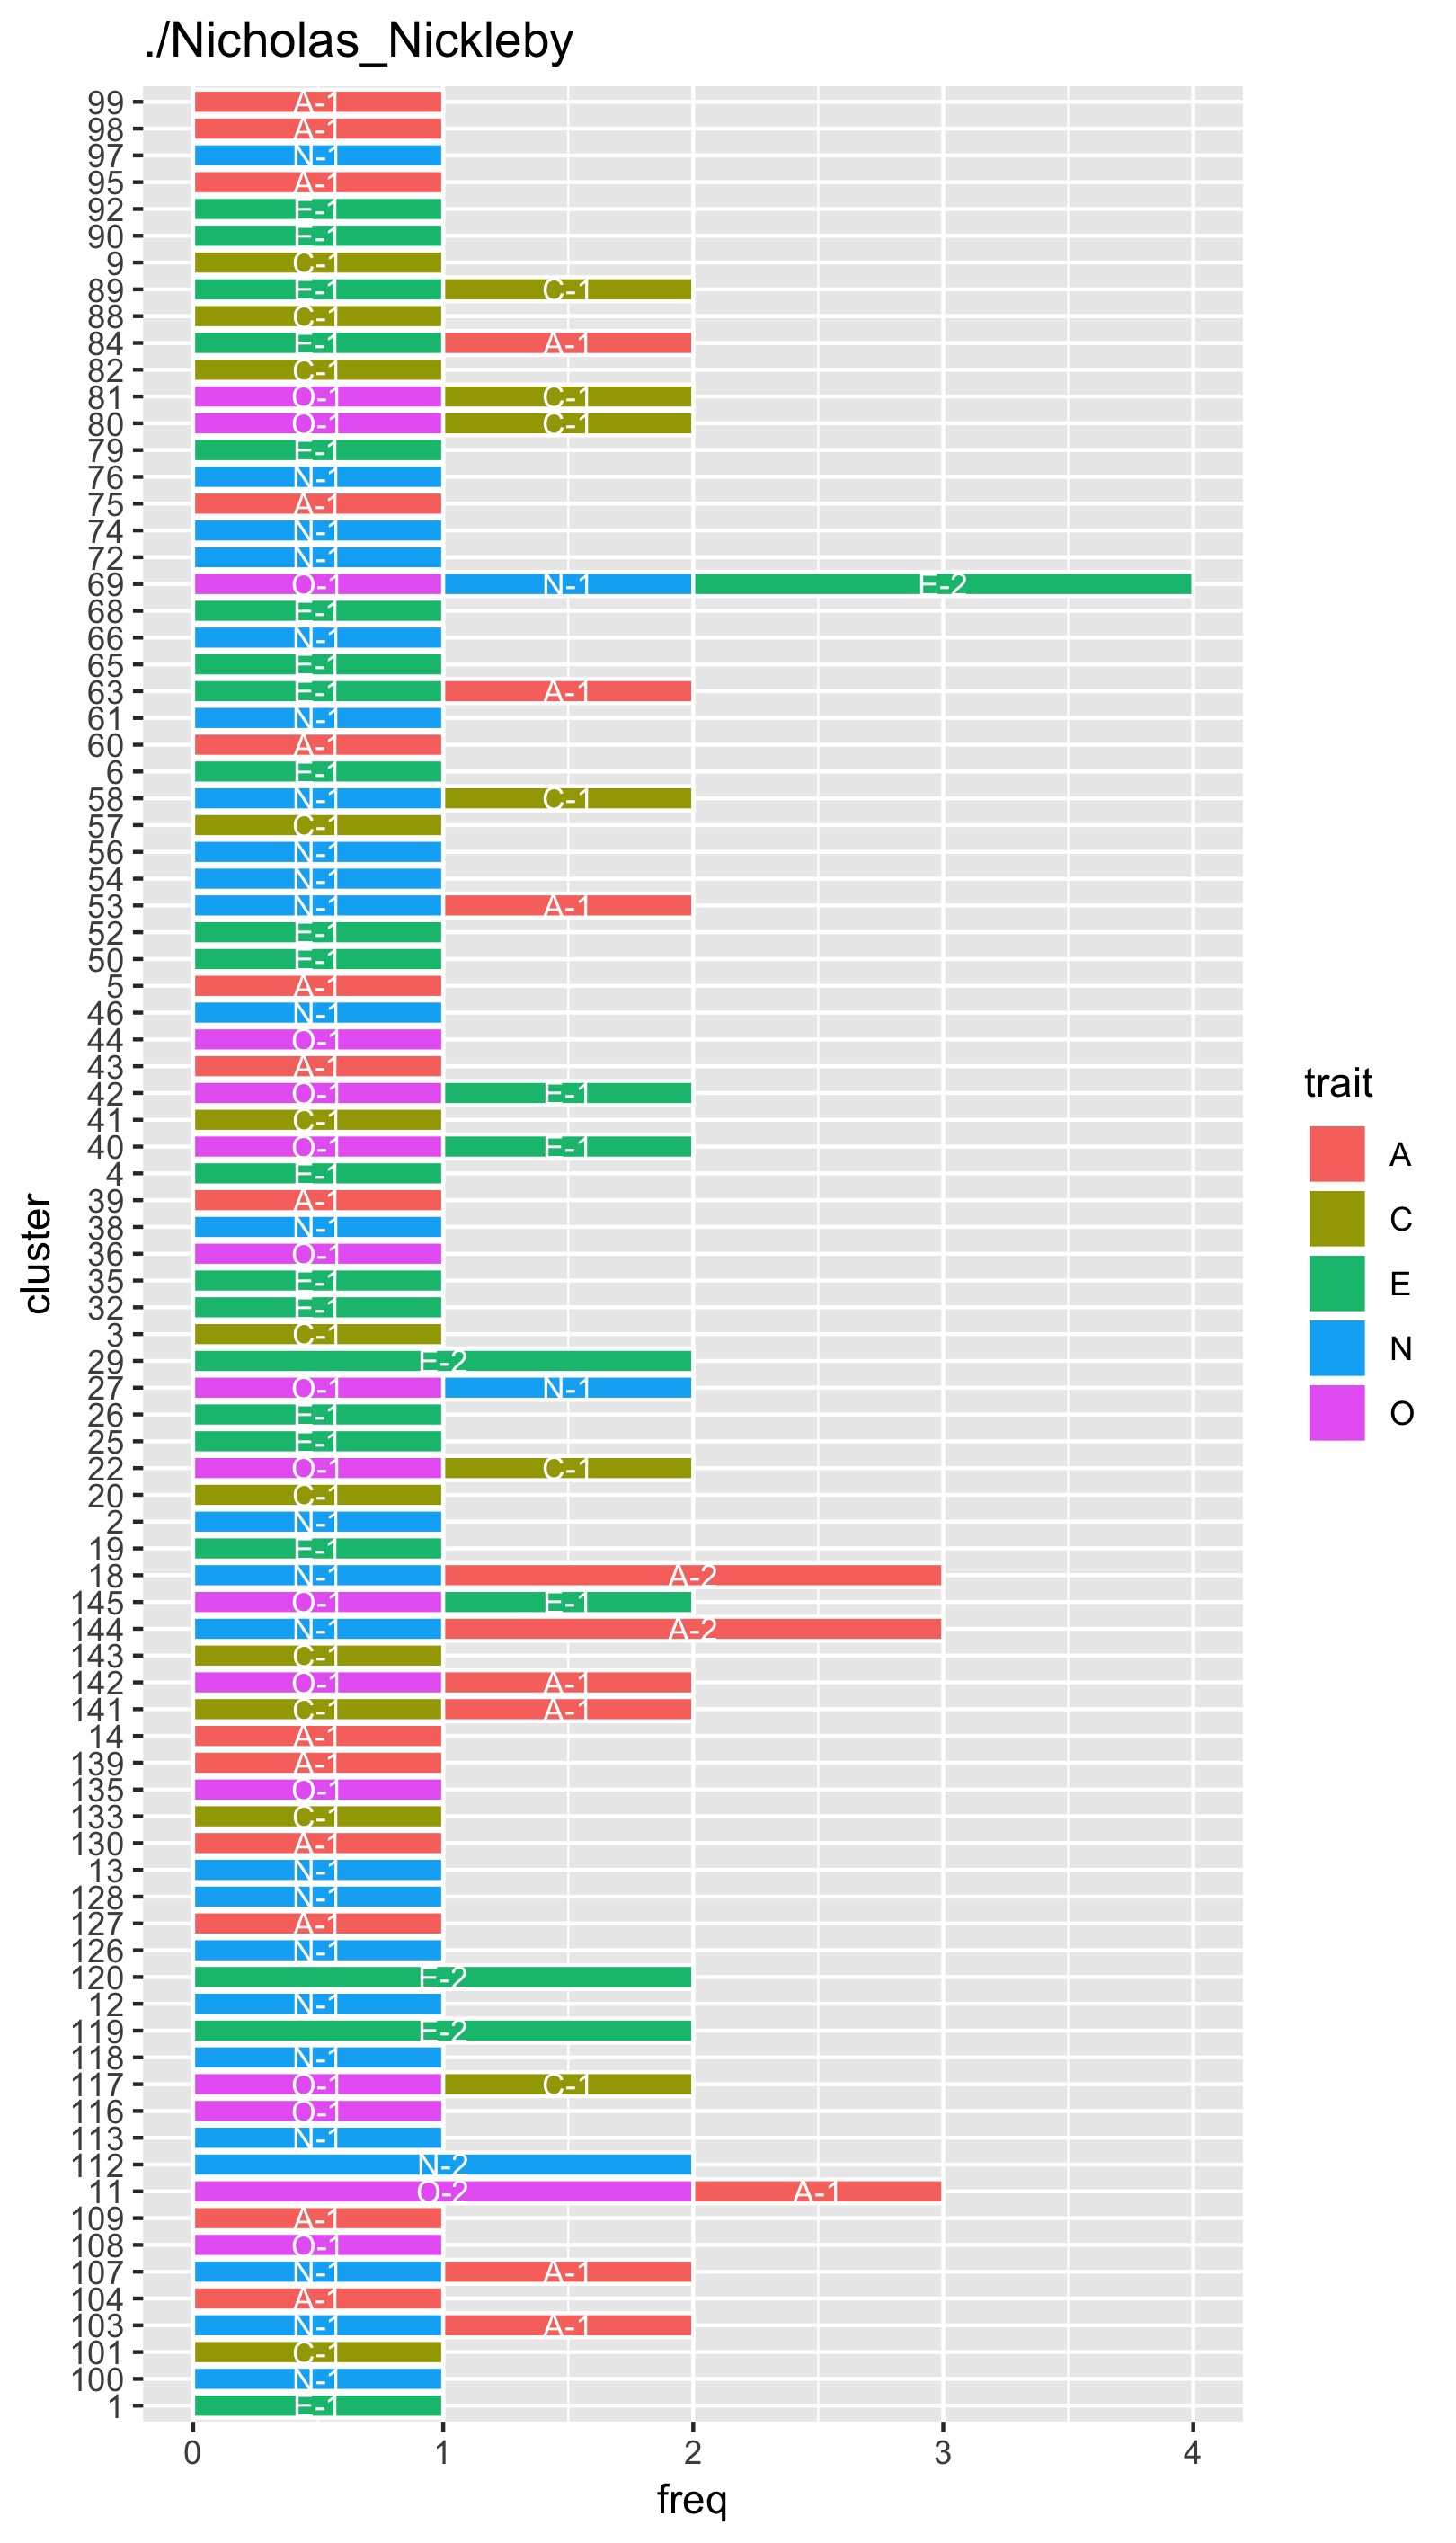 ./Nicholas_Nickleby
99 A-1
98 A-1
97 N-1
95 A-1
92 E-1
90 E-1
9 C-1
89 E-1 C-1
88 C-1
84 E-1 A-1
82 C-1
81 O-1 C-1
80 O-1 C-1
79 E-1
76 N-1
75 A-1
74 N-1
72 N-1
69 O-1 N-1 E-2
68 E-1
66 N-1
65 E-1
63 E-1 A-1
61 N-1
60 A-1
6 E-1
58 N-1 C-1
57 C-1
56 N-1
54 N-1
53 N-1 A-1
52 E-1
50 E-1
5 A-1
46 N-1
44 O-1
43 A-1
42 O-1 E-1
41 C-1
40 O-1 E-1
4 E-1
39 A-1
38 N-1
36 O-1
35 E-1
32 E-1
3 C-1
29 E-2
27 O-1 N-1
26 E-1
25 E-1
22 O-1 C-1
20 C-1
2 N-1
19 E-1
18 N-1 A-2
145 O-1 E-1
144 N-1 A-2
143 C-1
142 O-1 A-1
141 C-1 A-1
14 A-1
139 A-1
135 O-1
133 C-1
130 A-1
13 N-1
128 N-1
127 A-1
126 N-1
120 E-2
12 N-1
119 E-2
118 N-1
117 O-1 C-1
116 O-1
113 N-1
112 N-2
11 O-2 A-1
109 A-1
108 O-1
107 N-1 A-1
104 A-1
103 N-1 A-1
101 C-1
100 N-1
1 E-1
0 1 2 3 4
freq
cluster
trait
A
C
E
N
O